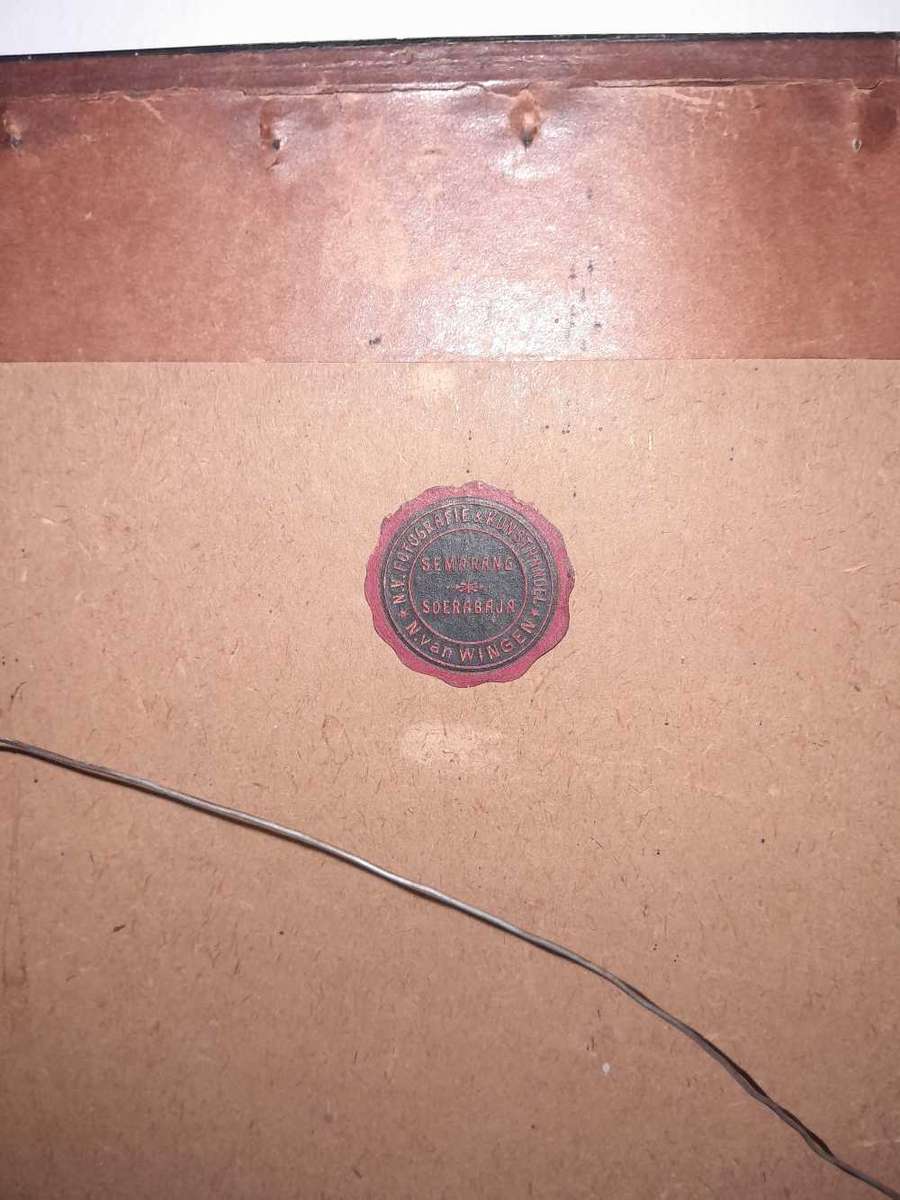 N.V. FOTOGRAFIE & KUNSTHANDEL
SEMARANG
SOERABAJA
N. van WINGEN